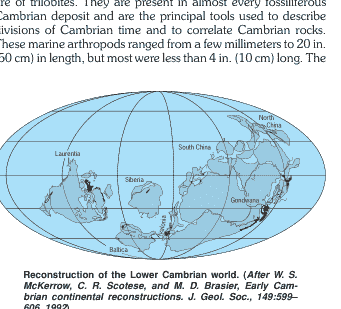 re of trilobites. They are present in almost every fossiliferous
Cambrian deposit and are the principal tools used to describe
divisions of Cambrian time and to correlate Cambrian rocks.
These marine arthropods ranged from a few millimeters to 20 in.
50 cm) in length, but most were less than 4 in. (10 cm) long. The
North
China
South China
Laurentia
Siberia
Gondwana
Baltica
Reconstruction of the Lower Cambrian world. (After W. S.
McKerrow, C. R. Scotese, and M. D. Brasier, Early Cam-
brian continental reconstructions. J. Geol. Soc., 149:599–
606, 1992)